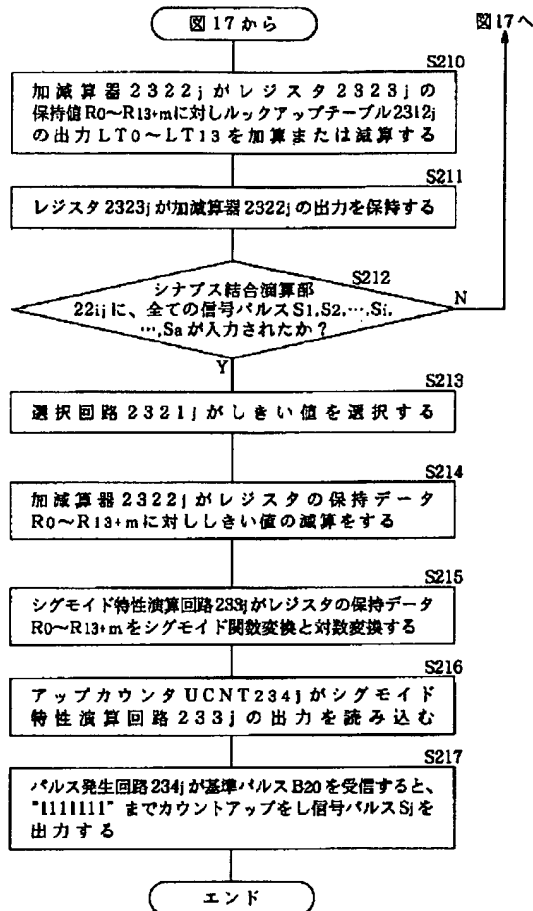 図17から
図17へ
S210
加減算器2322jがレジスタ2323jの
保持値R0~R13+mに対しルックアップテーブル2312j
の出力LT0~LT13を加算または減算する
S211
レジスタ2323jが加減算器2322jの出力を保持する
S212
シナプス結合演算部
22ijに、全ての信号パルスS1,S2,…,Si,
…,Saが入力されたか?
N
Y
S213
選択回路2321jがしきい値を選択する
S214
加減算器2322jがレジスタの保持データ
R0~R13+mに対ししきい値の減算をする
S215
シグモイド特性演算回路233jがレジスタの保持データ
R0~R13+mをシグモイド関数変換と対数変換する
S216
アップカウンタUCNT234jがシグモイド
特性演算回路233jの出力を読み込む
S217
パルス発生回路234jが基準パルスB20を受信すると、
"1111111"までカウントアップをし信号パルスSjを
出力する
エンド